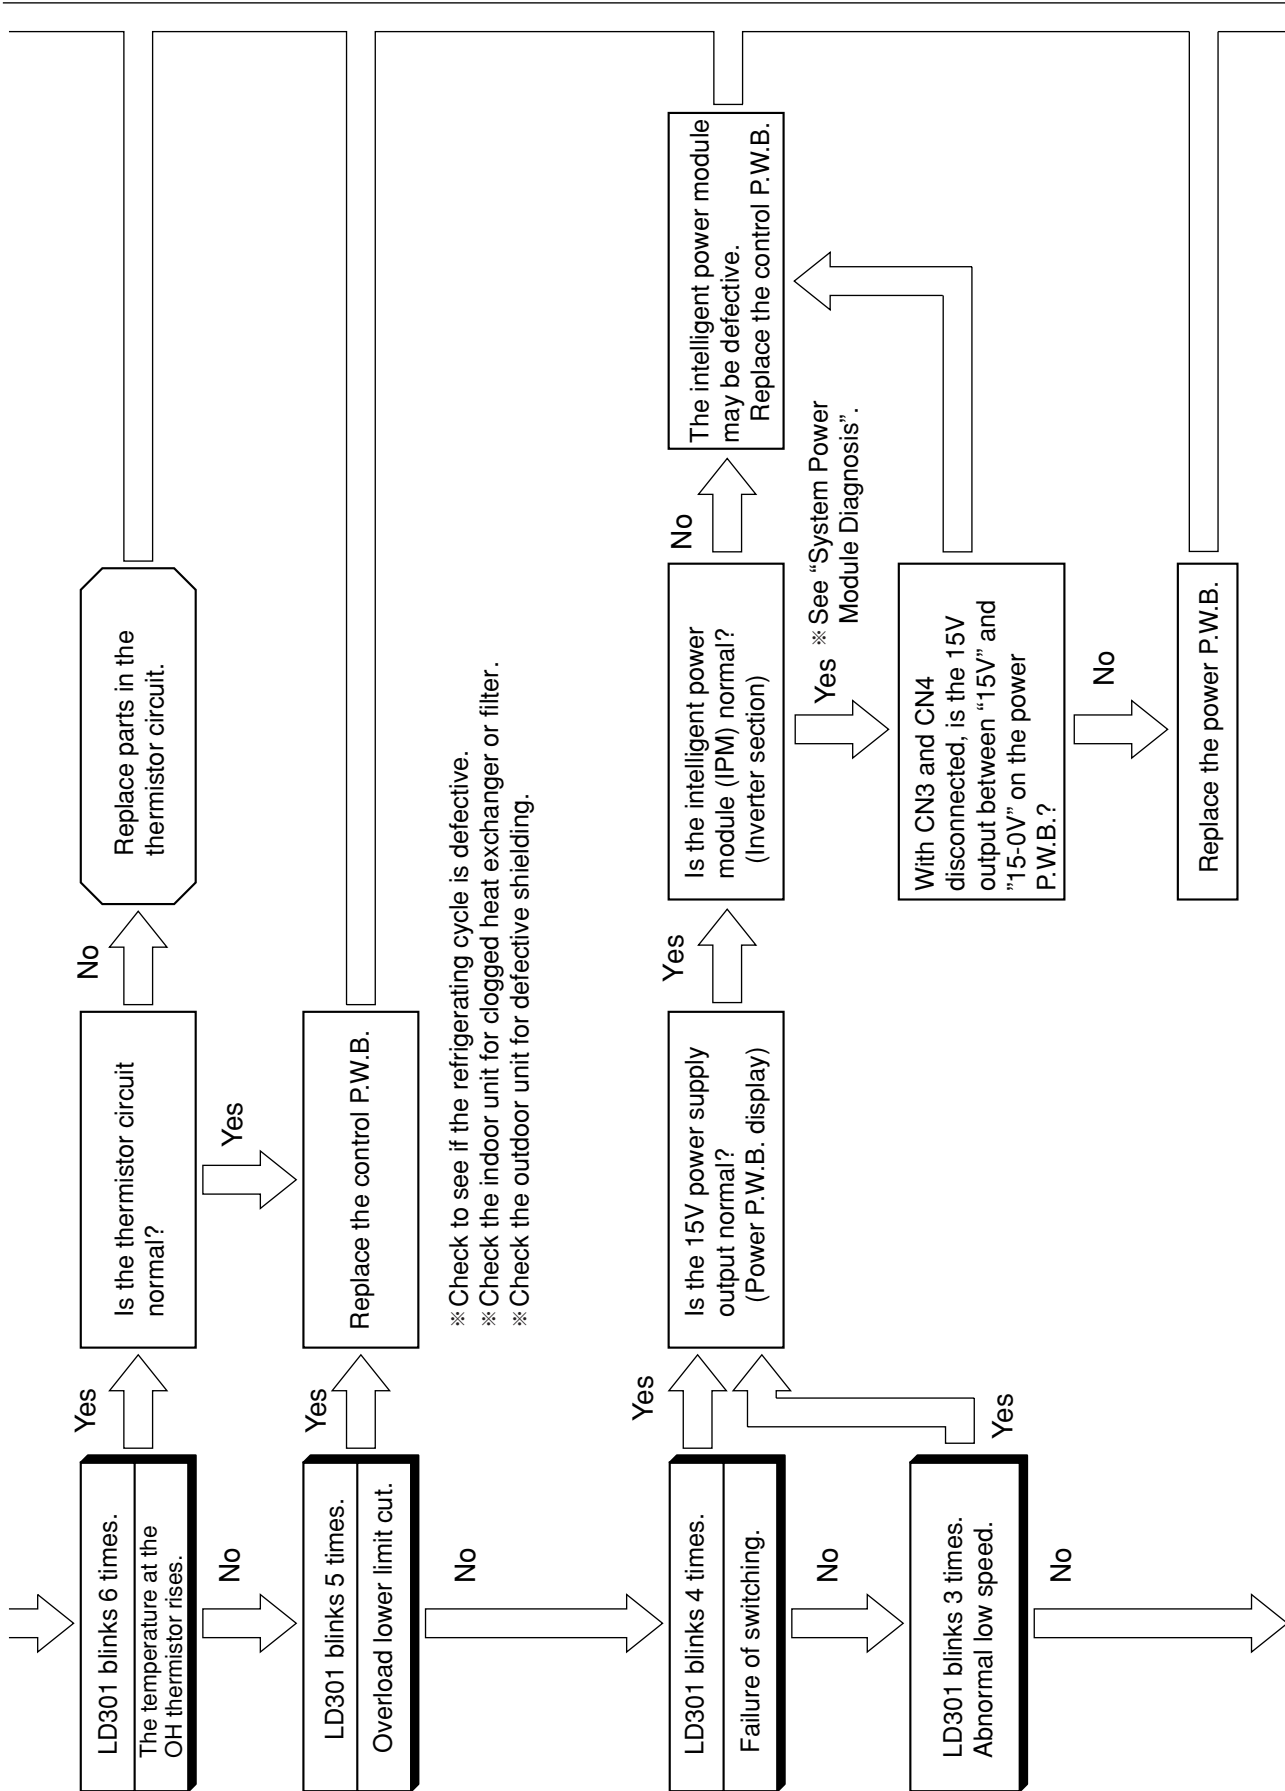 LD301 blinks 6 times.
The temperature at the
OH thermistor rises.
Yes
Is the thermistor circuit
normal?
No
Replace parts in the
thermistor circuit.
No
Yes
LD301 blinks 5 times.
Overload lower limit cut.
Yes
Replace the control P.W.B.
※Check to see if the refrigerating cycle is defective.
※Check the indoor unit for clogged heat exchanger or filter.
※Check the outdoor unit for defective shielding.
No
LD301 blinks 4 times.
Failure of switching.
Yes
Is the 15V power supply
output normal?
(Power P.W.B. display)
Yes
Is the intelligent power
module (IPM) normal?
(Inverter section)
No
The intelligent power module
may be defective.
Replace the control P.W.B.
No
Yes
※See “System Power
Module Diagnosis”.
LD301 blinks 3 times.
Abnormal low speed.
Yes
With CN3 and CN4
disconnected, is the 15V
output between “15V” and
”15-0V” on the power
P.W.B.?
No
No
Replace the power P.W.B.